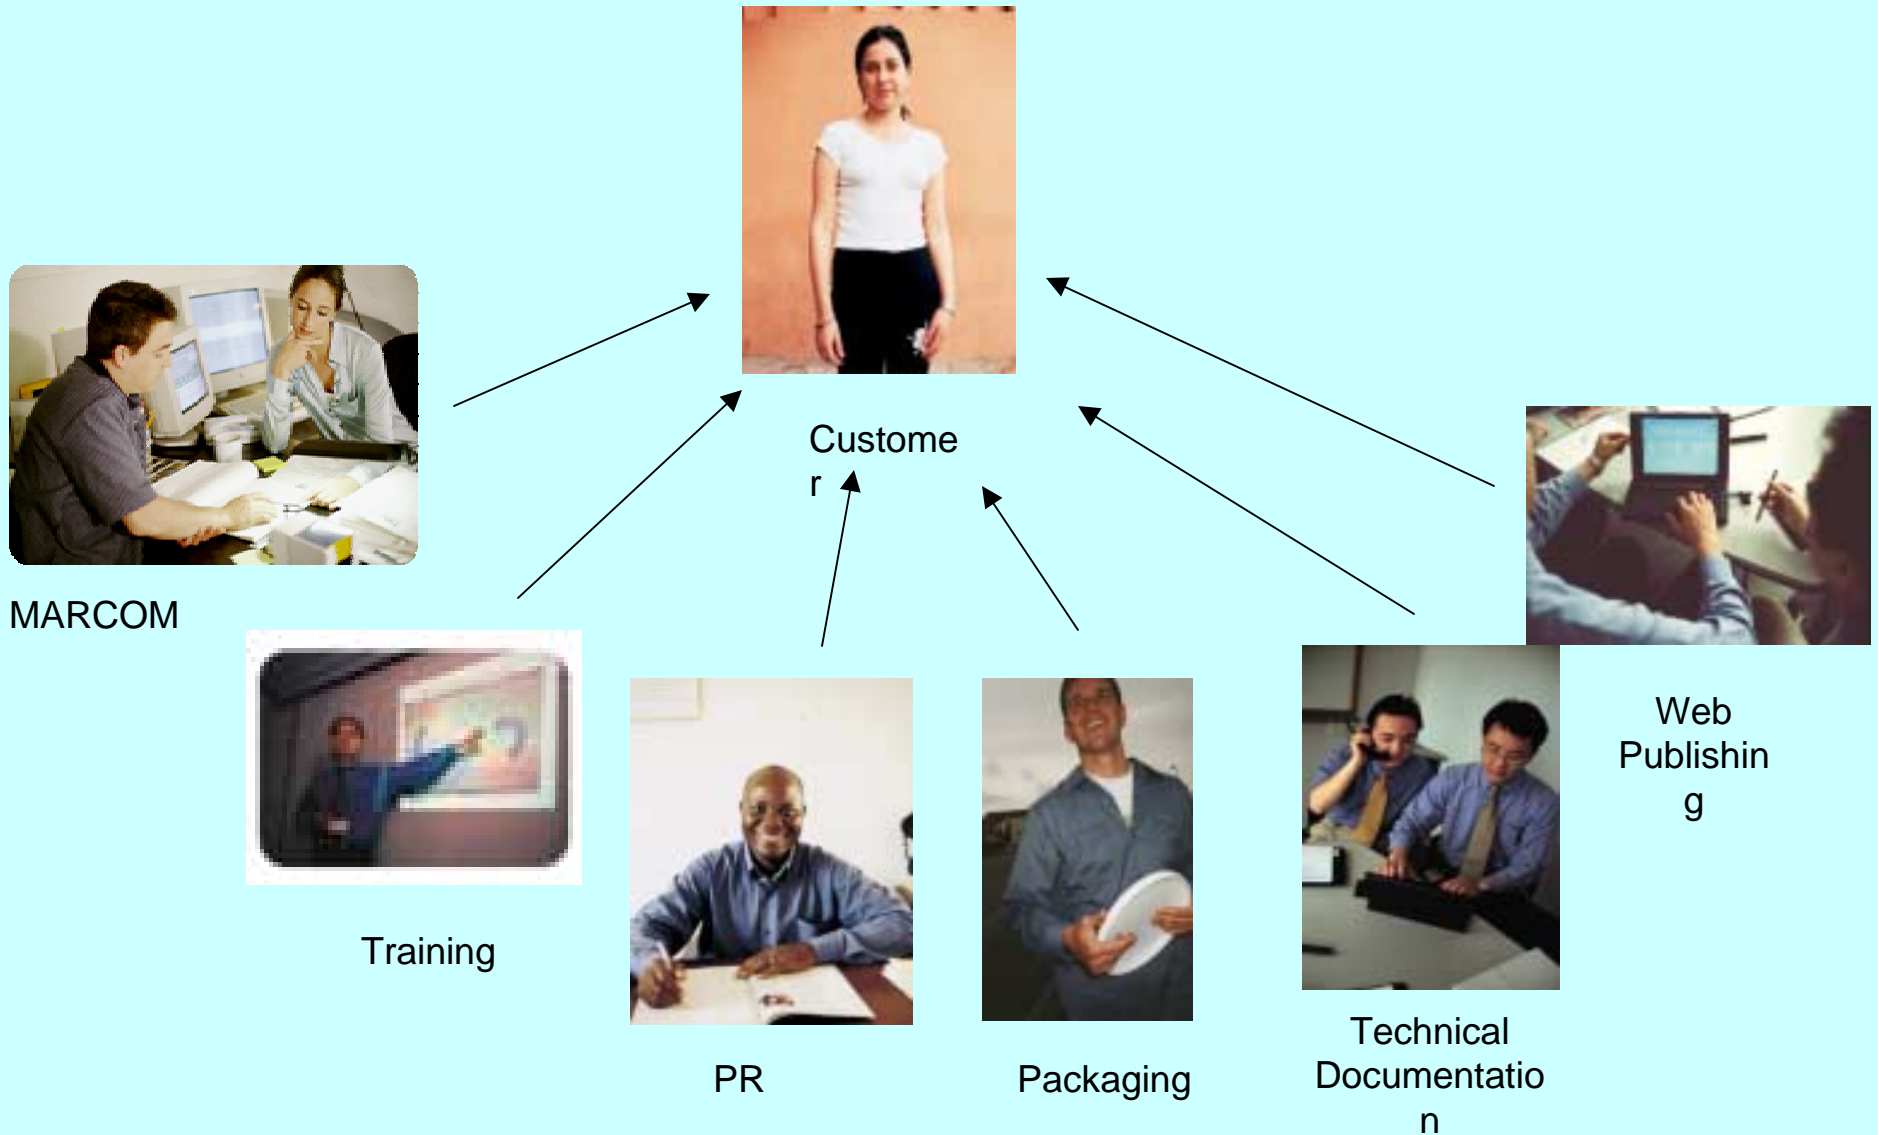 Custome
r
MARCOM
Training
PR
Packaging
Technical
Documentatio
n
Web
Publishin
g